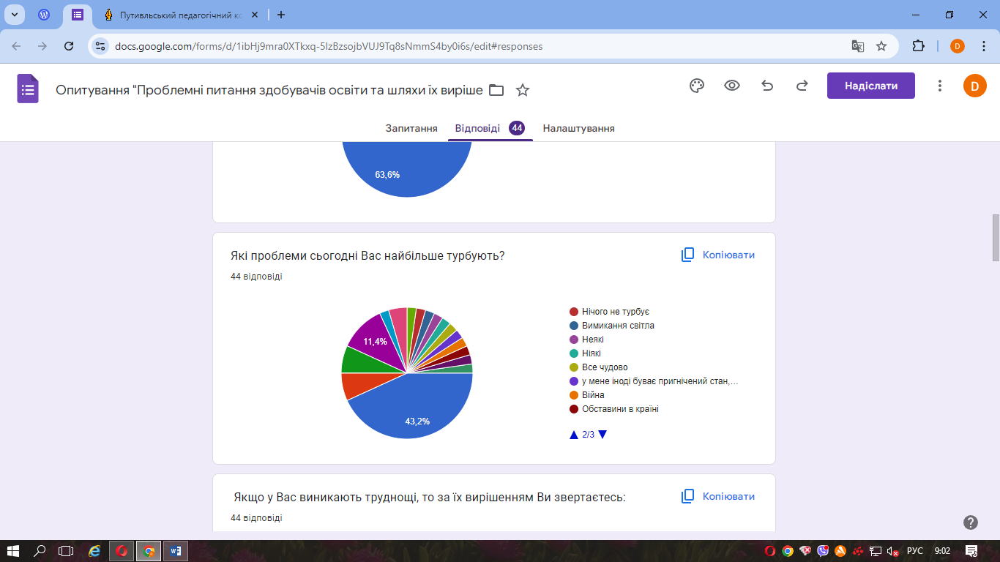 Путивльський педагогічний ко
docs.google.com/forms/d/1ibHj9mra0XTkxq-5lzBzsojbVUJ9Tq8sNmmS4by0i6s/edit#responses
D
Опитування "Проблемні питання здобувачів освіти та шляхи їх виріше
Надіслати
D
Запитання
Відповіді 44
Налаштування
63,6%
Які проблеми сьогодні Вас найбільше турбують?
Копіювати
44 відповіді
11,4%
43,2%
Нічого не турбує
Вимикання світла
Неякі
Ніякі
Все чудово
у мене іноді буває пригнічений стан,...
Війна
Обставини в країні
2/3
Якщо у Вас виникають труднощі, то за їх вирішенням Ви звертаєтесь:
Копіювати
44 відповіді
РУС
9:02